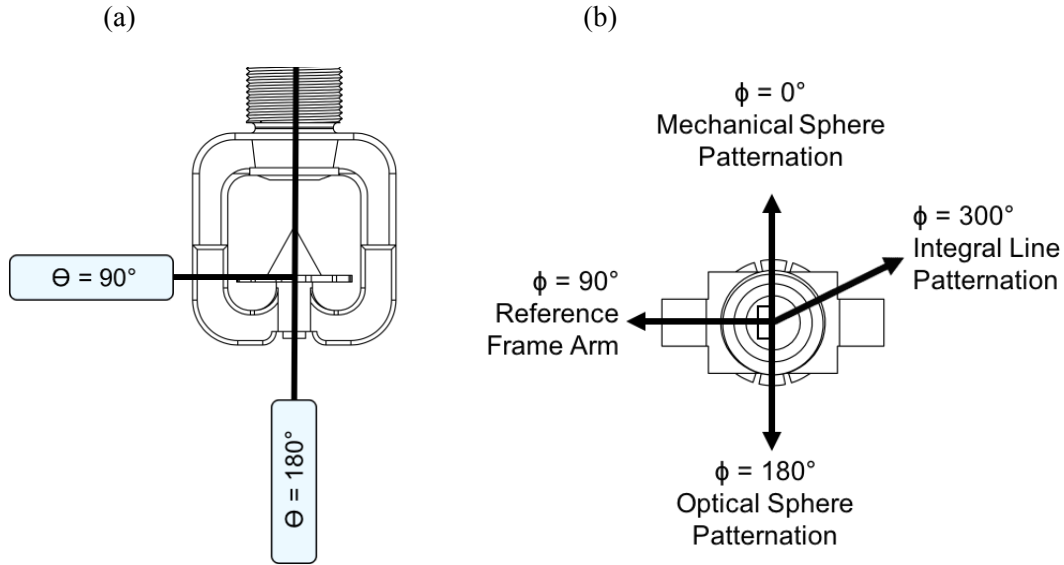 (a)
(b)
ϕ = 0°
Mechanical Sphere
Patternation
ϕ = 300°
Integral Line
Patternation
ϕ = 90°
Reference
Frame Arm
Θ = 90°
Θ = 180°
ϕ = 180°
Optical Sphere
Patternation